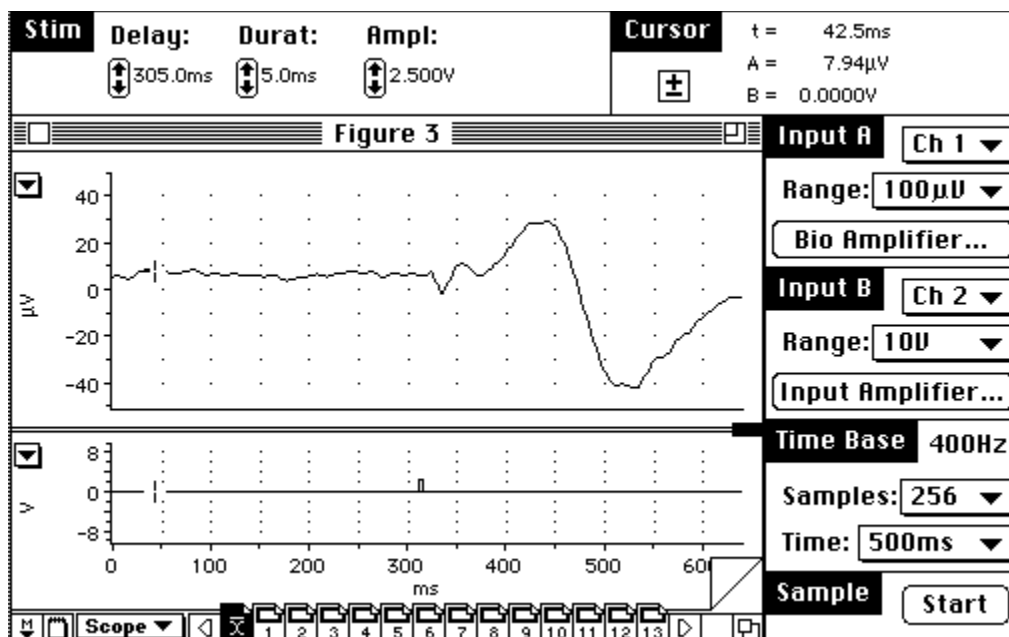 Stim Delay: Durat: Ampl: Cursor t = 42.5ms
305.0ms 5.0ms 2.500V A = 7.94µV
± B = 0.0000V
Figure 3
Input A Ch 1
Range: 100µV
Bio Amplifier...
Input B Ch 2
Range: 10V
Input Amplifier...
Time Base 400Hz
Samples: 256
Time: 500ms
Sample Start
40
20
0
-20
-40
µV
8
0
-8
V
0 100 200 300 400 500
ms
M Scope x̄ 1 2 3 4 5 6 7 8 9 10 11 12 13